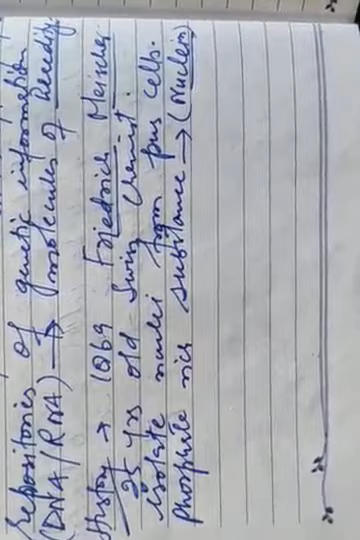 Repositories of genetic information
(DNA/RNA) → molecules of heredity
History → 1869 Friedrich Meischer
25 yrs old Swiss Chemist.
isolate nuclei from pus cells.
phosphate rich substance → (Nuclein)